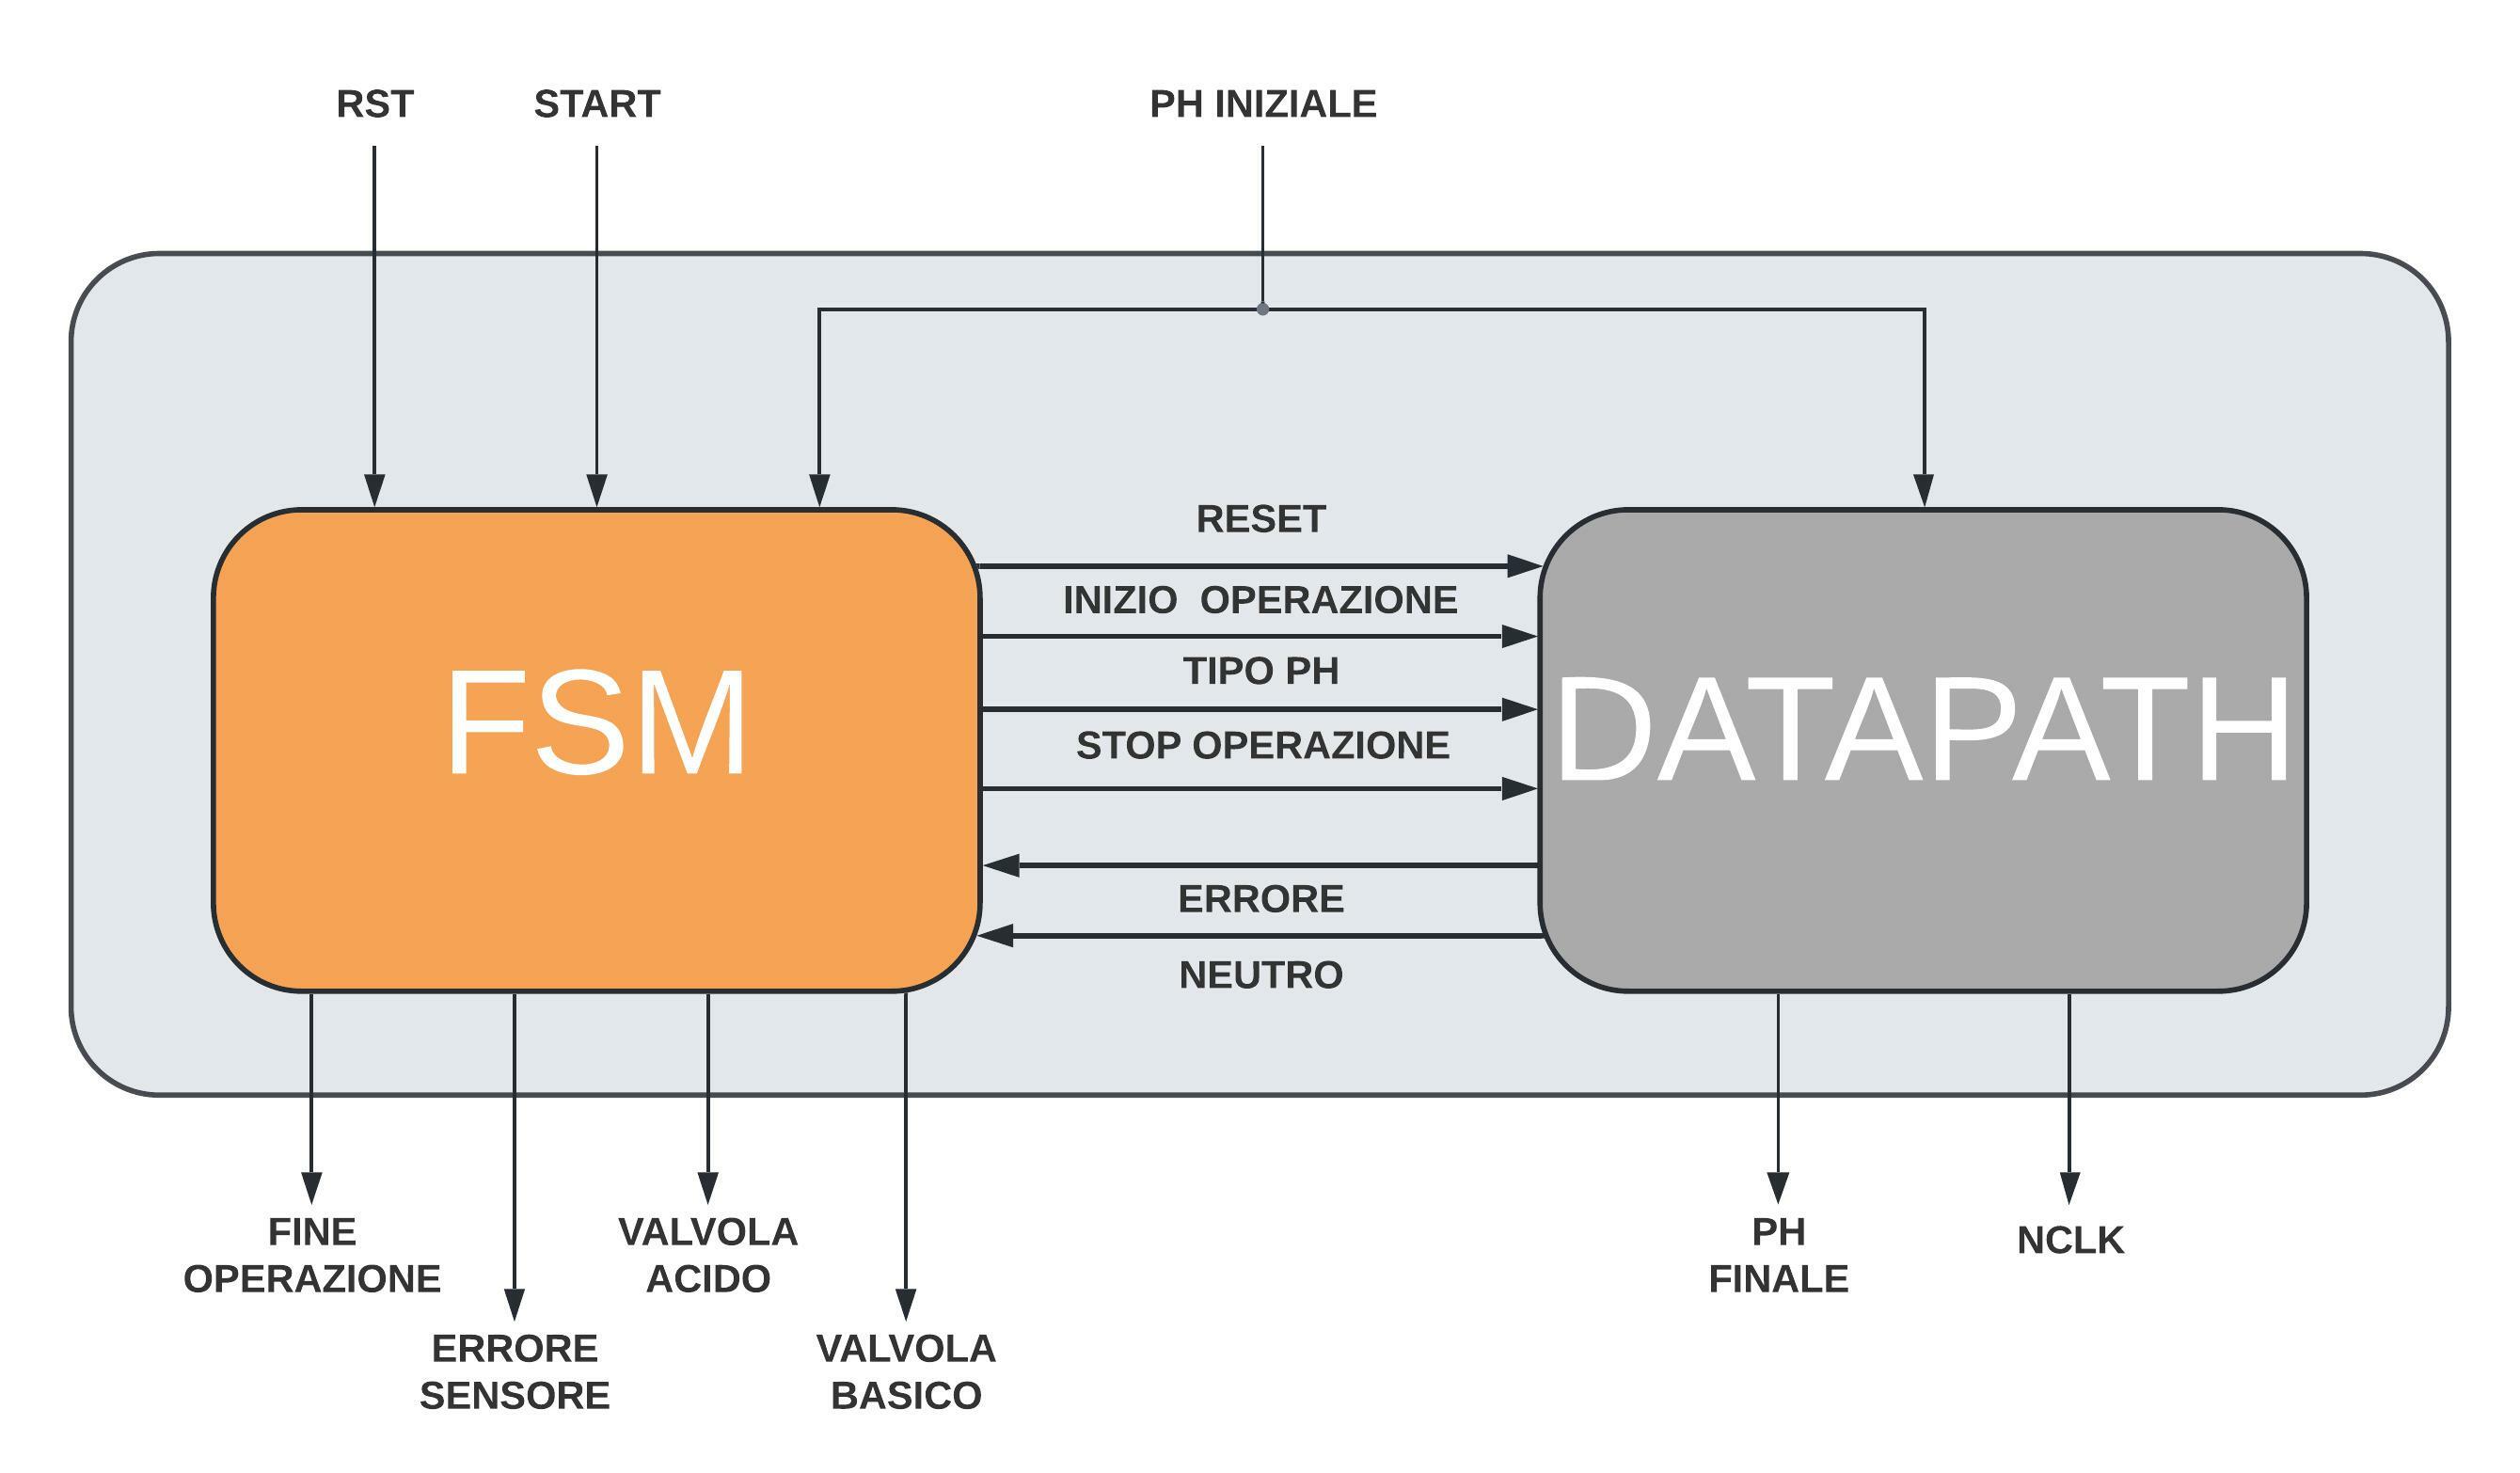 RST
START
PH INIZIALE
RESET
INIZIO OPERAZIONE
TIPO PH
STOP OPERAZIONE
FSM
DATAPATH
ERRORE
NEUTRO
FINE
OPERAZIONE
ERRORE
SENSORE
VALVOLA
ACIDO
VALVOLA
BASICO
PH
FINALE
NCLK